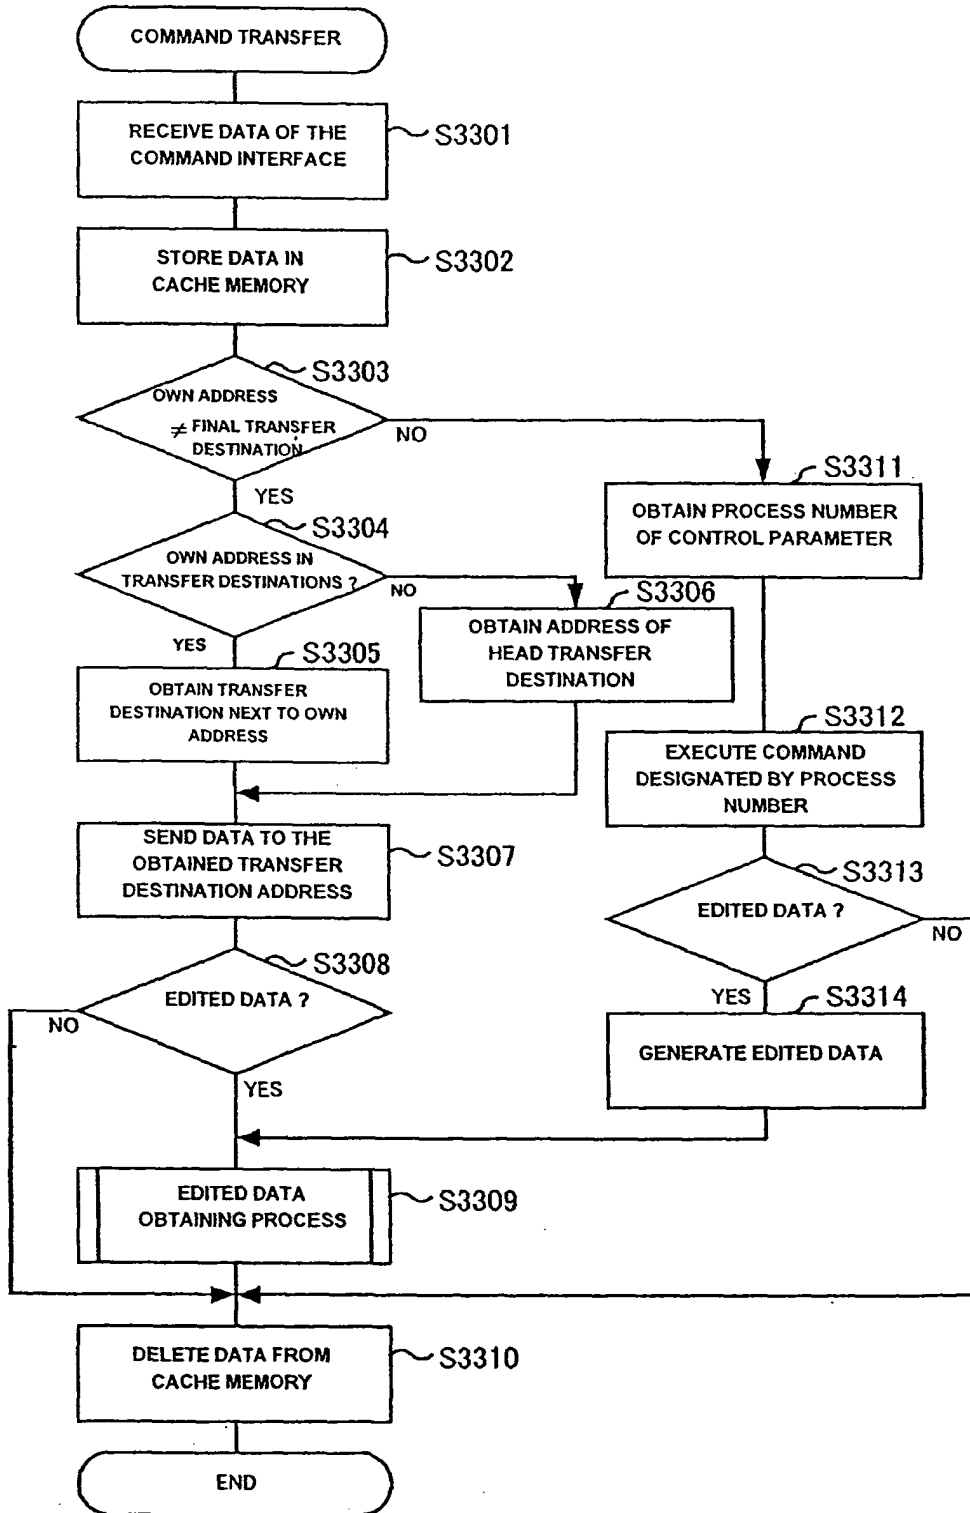 COMMAND TRANSFER
RECEIVE DATA OF THE
COMMAND INTERFACE
S3301
STORE DATA IN
CACHE MEMORY
S3302
S3303
OWN ADDRESS
≠ FINAL TRANSFER
DESTINATION
NO
YES
S3311
OBTAIN PROCESS NUMBER
OF CONTROL PARAMETER
S3304
OWN ADDRESS IN
TRANSFER DESTINATIONS ?
NO
YES
S3306
OBTAIN ADDRESS OF
HEAD TRANSFER
DESTINATION
S3305
OBTAIN TRANSFER
DESTINATION NEXT TO OWN
ADDRESS
S3312
EXECUTE COMMAND
DESIGNATED BY PROCESS
NUMBER
SEND DATA TO THE
OBTAINED TRANSFER
DESTINATION ADDRESS
S3307
S3313
EDITED DATA ?
NO
YES
S3308
EDITED DATA ?
NO
YES
S3314
GENERATE EDITED DATA
EDITED DATA
OBTAINING PROCESS
S3309
DELETE DATA FROM
CACHE MEMORY
S3310
END